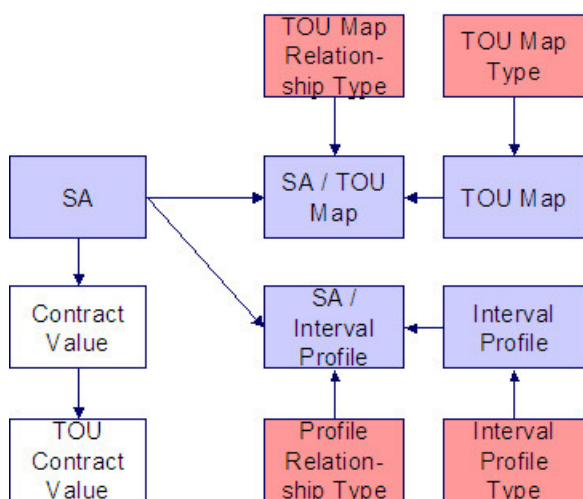 TOU Map
Relation-
ship Type
TOU Map
Type
SA
SA / TOU
Map
TOU Map
Contract
Value
SA /
Interval
Profile
Interval
Profile
TOU
Contract
Value
Profile
Relation-
ship Type
Interval
Profile
Type